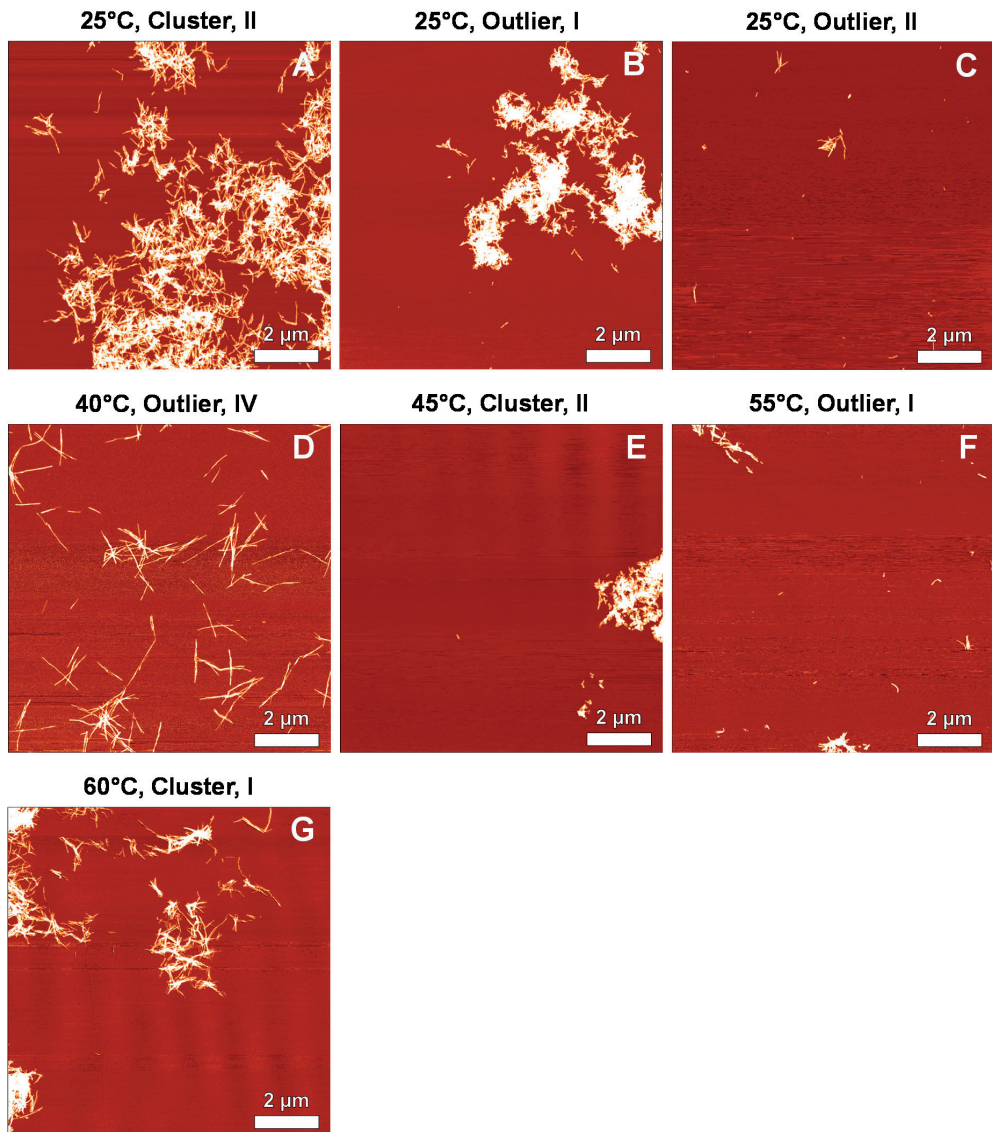 25°C, Cluster, II
25°C, Outlier, I
25°C, Outlier, II
A
B
C
2 µm
2 µm
2 µm
40°C, Outlier, IV
45°C, Cluster, II
55°C, Outlier, I
D
E
F
2 µm
2 µm
2 µm
60°C, Cluster, I
G
2 µm